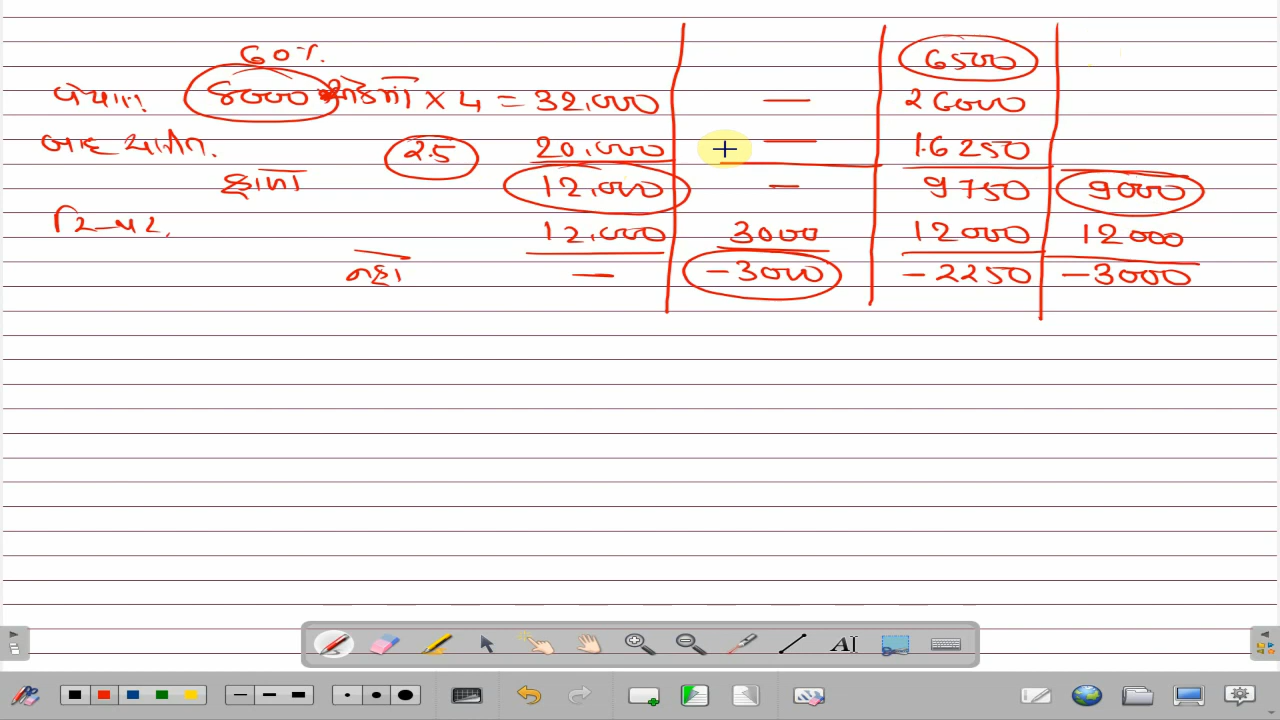 60%. 6500
વેચાણ 8000 × 4 = 32,000 — 26000
બાદ ચલિત. 2.5 20,000 — 16250
ફાળો 12,000 — 9750 9000
સ્થિર 12,000 3000 12000 12000
નફો — -3000 -2250 -3000